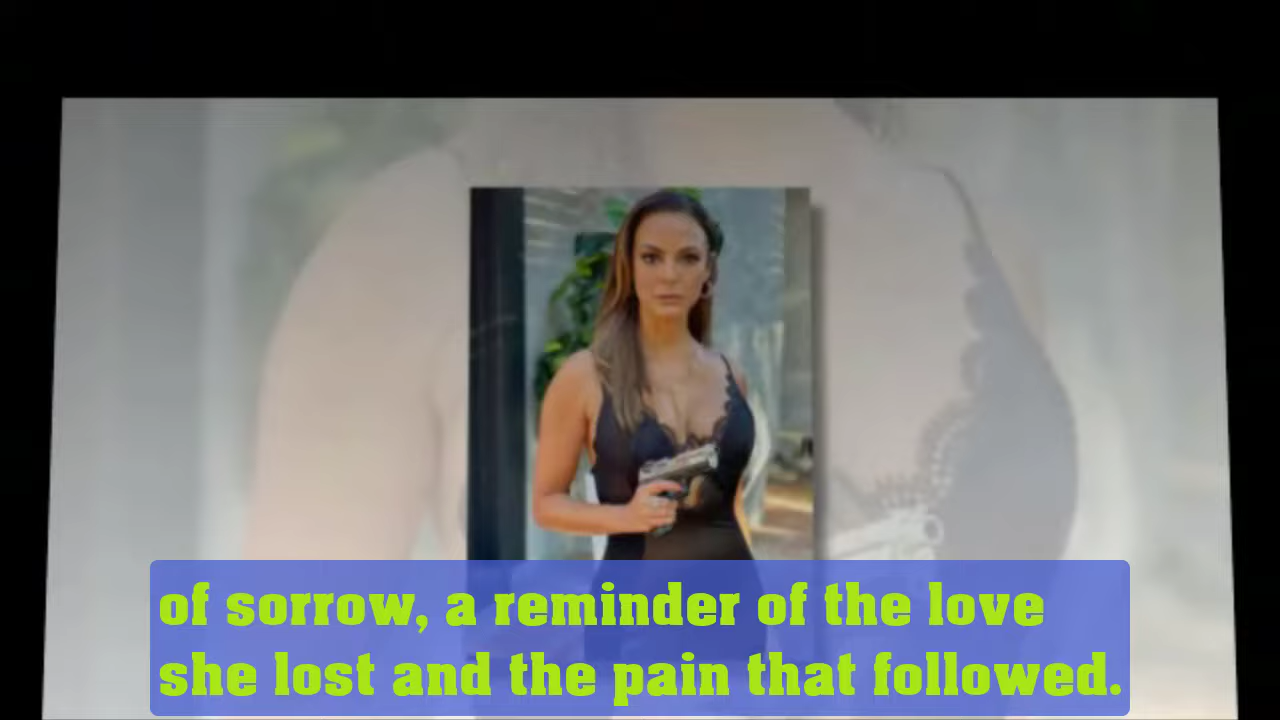 of sorrow, a reminder of the love
she lost and the pain that followed.